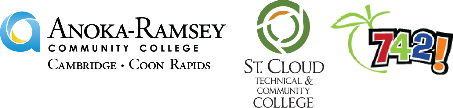 ANOKA-RAMSEY
COMMUNITY COLLEGE
CAMBRIDGE • COON RAPIDS
ST. CLOUD
TECHNICAL &
COMMUNITY
COLLEGE
742!